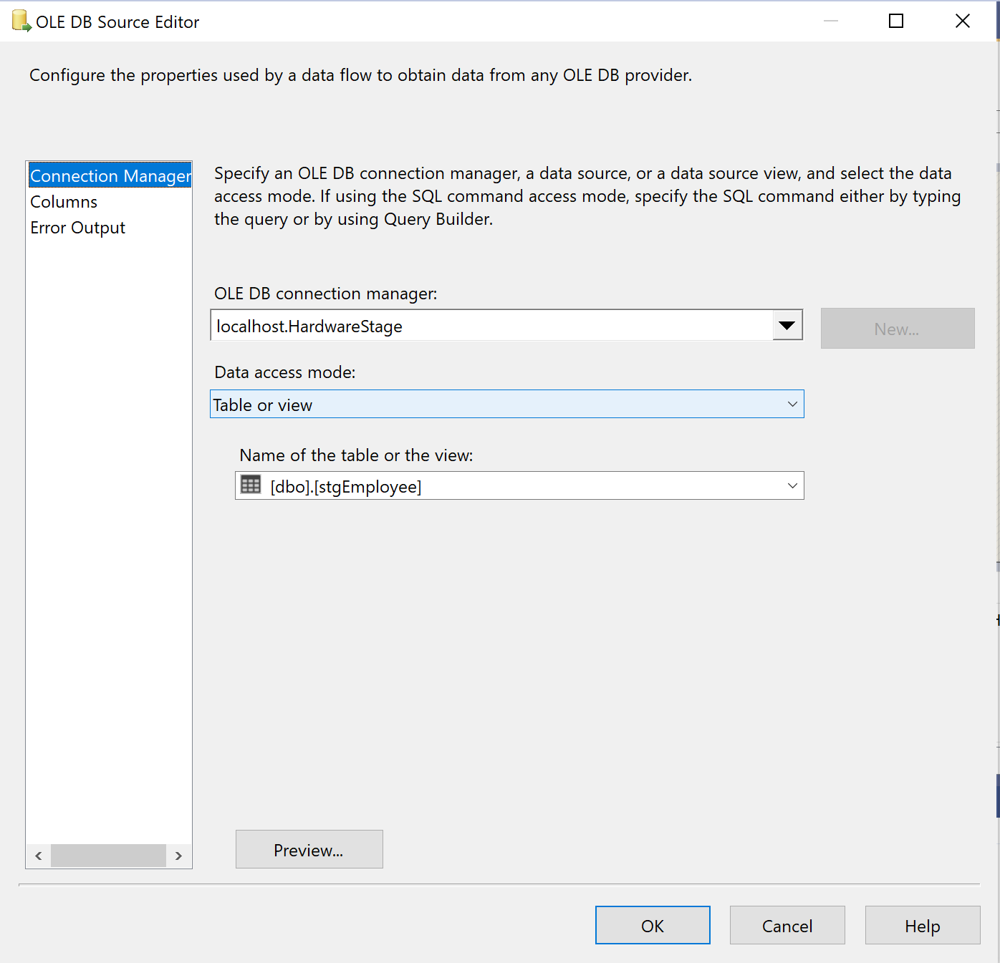 OLE DB Source Editor
Configure the properties used by a data flow to obtain data from any OLE DB provider.
Connection Manager
Columns
Error Output
Specify an OLE DB connection manager, a data source, or a data source view, and select the data
access mode. If using the SQL command access mode, specify the SQL command either by typing
the query or by using Query Builder.
OLE DB connection manager:
localhost.HardwareStage
New...
Data access mode:
Table or view
Name of the table or the view:
[dbo].[stgEmployee]
Preview...
OK
Cancel
Help